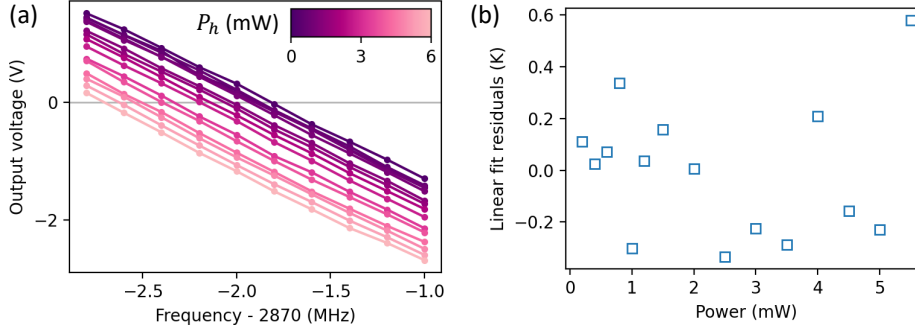 (a)
P_h (mW)
0 3 6
Output voltage (V)
0
−2
−2.5 −2.0 −1.5 −1.0
Frequency - 2870 (MHz)
(b)
Linear fit residuals (K)
0.6
0.4
0.2
0.0
−0.2
0 1 2 3 4 5
Power (mW)